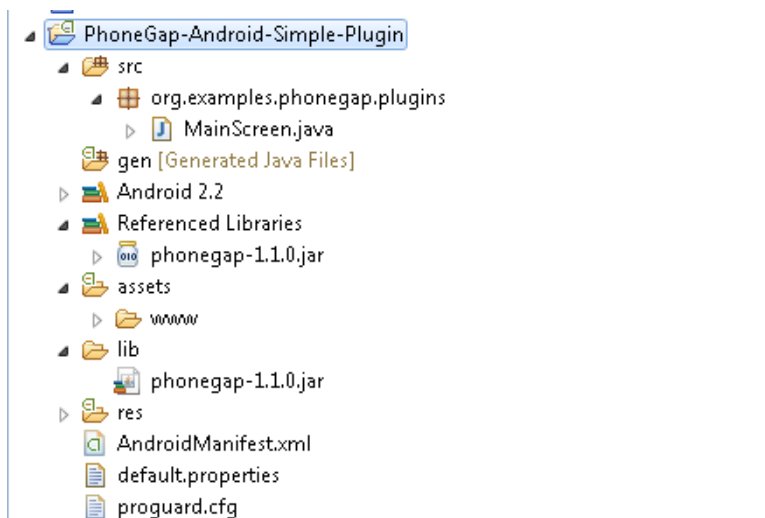 PhoneGap-Android-Simple-Plugin
src
org.examples.phonegap.plugins
MainScreen.java
gen [Generated Java Files]
Android 2.2
Referenced Libraries
phonegap-1.1.0.jar
assets
www
lib
phonegap-1.1.0.jar
res
AndroidManifest.xml
default.properties
proguard.cfg